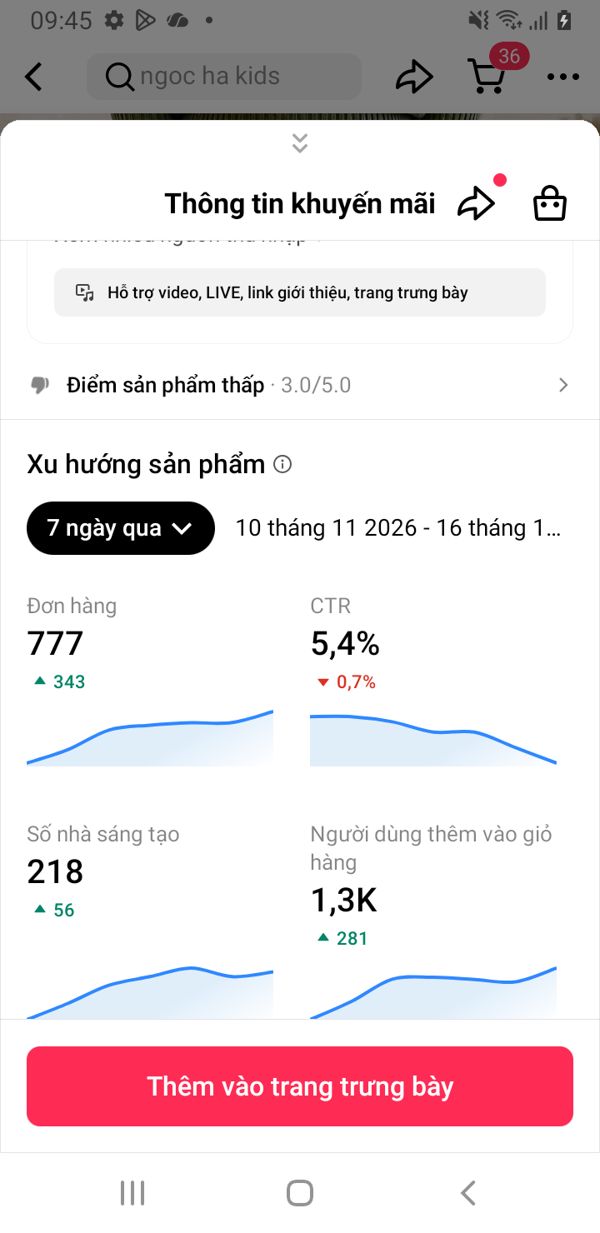 09:45
ngoc ha kids
36
Thông tin khuyến mãi
Hỗ trợ video, LIVE, link giới thiệu, trang trưng bày
Điểm sản phẩm thấp · 3.0/5.0
Xu hướng sản phẩm
7 ngày qua
10 tháng 11 2026 - 16 tháng 1...
Đơn hàng
777
343
CTR
5,4%
0,7%
Số nhà sáng tạo
218
56
Người dùng thêm vào giỏ
hàng
1,3K
281
Thêm vào trang trưng bày